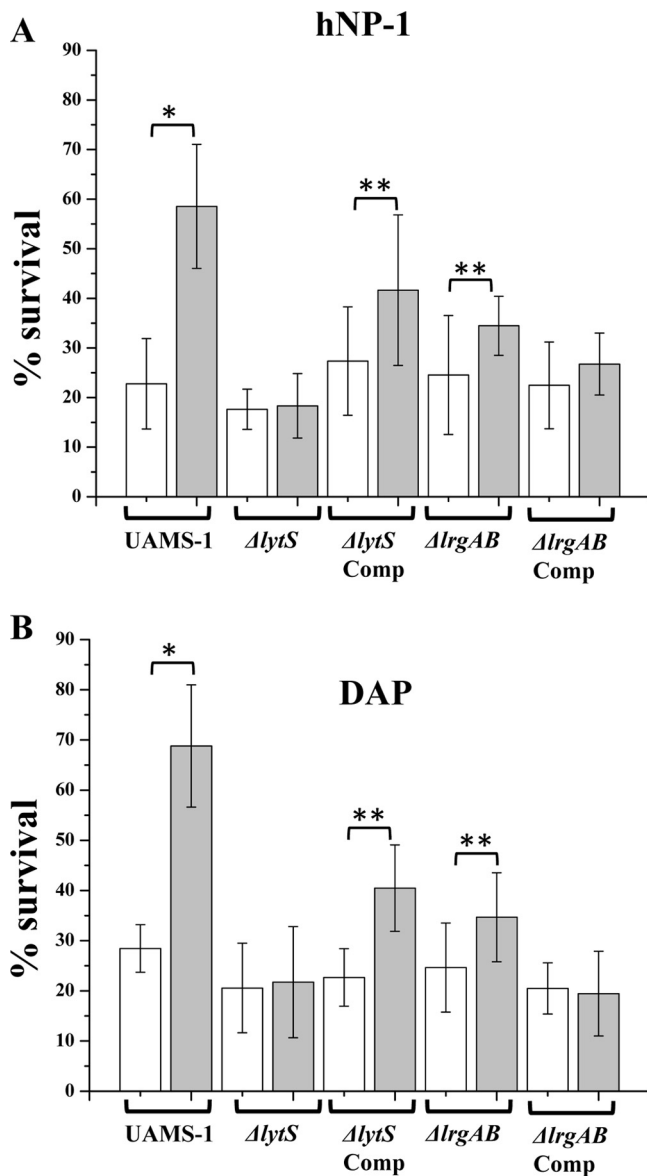 A
hNP-1
90
80
70
60
50
40
30
20
10
0
% survival
*
**
**
UAMS-1 ΔlytS ΔlytS ΔlrgAB ΔlrgAB
Comp Comp
B
DAP
90
80
70
60
50
40
30
20
10
0
% survival
*
**
**
UAMS-1 ΔlytS ΔlytS ΔlrgAB ΔlrgAB
Comp Comp